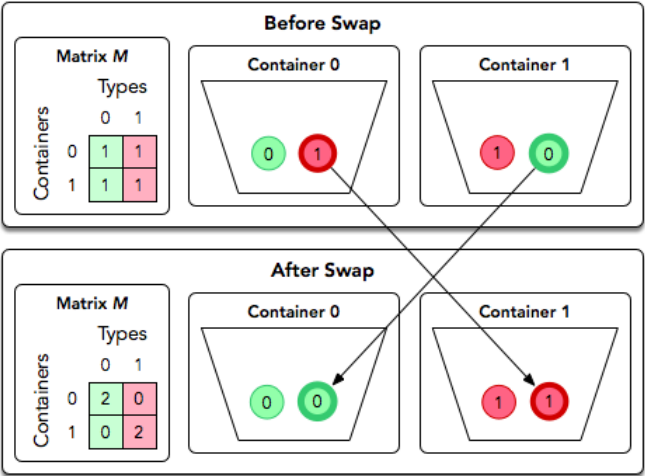 Before Swap
Matrix M
Types
0 1
Containers
0 1 1
1 1 1
Container 0
0 1
Container 1
1 0
After Swap
Matrix M
Types
0 1
Containers
0 2 0
1 0 2
Container 0
0 0
Container 1
1 1